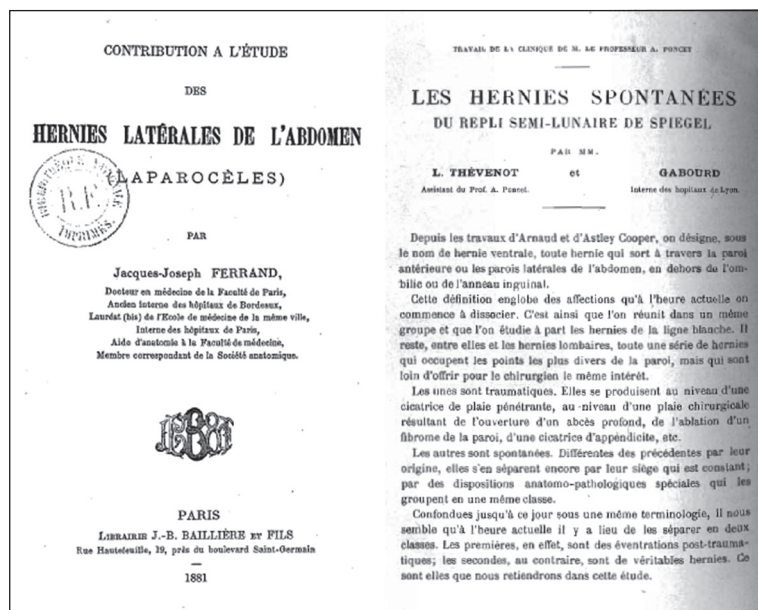 CONTRIBUTION A L'ÉTUDE
DES
HERNIES LATÉRALES DE L'ABDOMEN
(LAPAROCÈLES)
R.F.
IMPRIMÉS.
PAR
Jacques-Joseph FERRAND,
Docteur en médecine de la Faculté de Paris,
Ancien interne des hôpitaux de Bordeaux,
Lauréat (bis) de l'Ecole de médecine de la même ville,
Interne des hôpitaux de Paris,
Aide d'anatomie à la Faculté de médecine,
Membre correspondant de la Société anatomique.
PARIS
LIBRAIRIE J.-B. BAILLIÈRE ET FILS
Rue Hautefeuille, 19, près du boulevard Saint-Germain
1881
TRAVAIL DE LA CLINIQUE DE M. LE PROFESSEUR A. PONCET
LES HERNIES SPONTANÉES
DU REPLI SEMI-LUNAIRE DE SPIEGEL
PAR MM.
L. THÉVENOT et GABOURD
Assistant du Prof. A. Poncet. Interne des hopitaux de Lyon.
Depuis les travaux d'Arnaud et d'Astley Cooper, on désigne, sous
le nom de hernie ventrale, toute hernie qui sort à travers la paroi
antérieure ou les parois latérales de l'abdomen, en dehors de l'om-
bilic ou de l'anneau inguinal.
Cette définition englobe des affections qu'à l'heure actuelle on
commence à dissocier. C'est ainsi que l'on réunit dans un même
groupe et que l'on étudie à part les hernies de la ligne blanche. Il
reste, entre elles et les hernies lombaires, toute une série de hernies
qui occupent les points les plus divers de la paroi, mais qui sont
loin d'offrir pour le chirurgien le même intérêt.
Les unes sont traumatiques. Elles se produisent au niveau d'une
cicatrice de plaie pénétrante, au niveau d'une plaie chirurgicale
résultant de l'ouverture d'un abcès profond, de l'ablation d'un
fibrome de la paroi, d'une cicatrice d'appendicite, etc.
Les autres sont spontanées. Différentes des précédentes par leur
origine, elles s'en séparent encore par leur siège qui est constant;
par des dispositions anatomo-pathologiques spéciales qui les
groupent en une même classe.
Confondues jusqu'à ce jour sous une même terminologie, il nous
semble qu'à l'heure actuelle il y a lieu de les séparer en deux
classes. Les premières, en effet, sont des éventrations post-trauma-
tiques; les secondes, au contraire, sont de véritables hernies. Ce
sont elles que nous retiendrons dans cette étude.